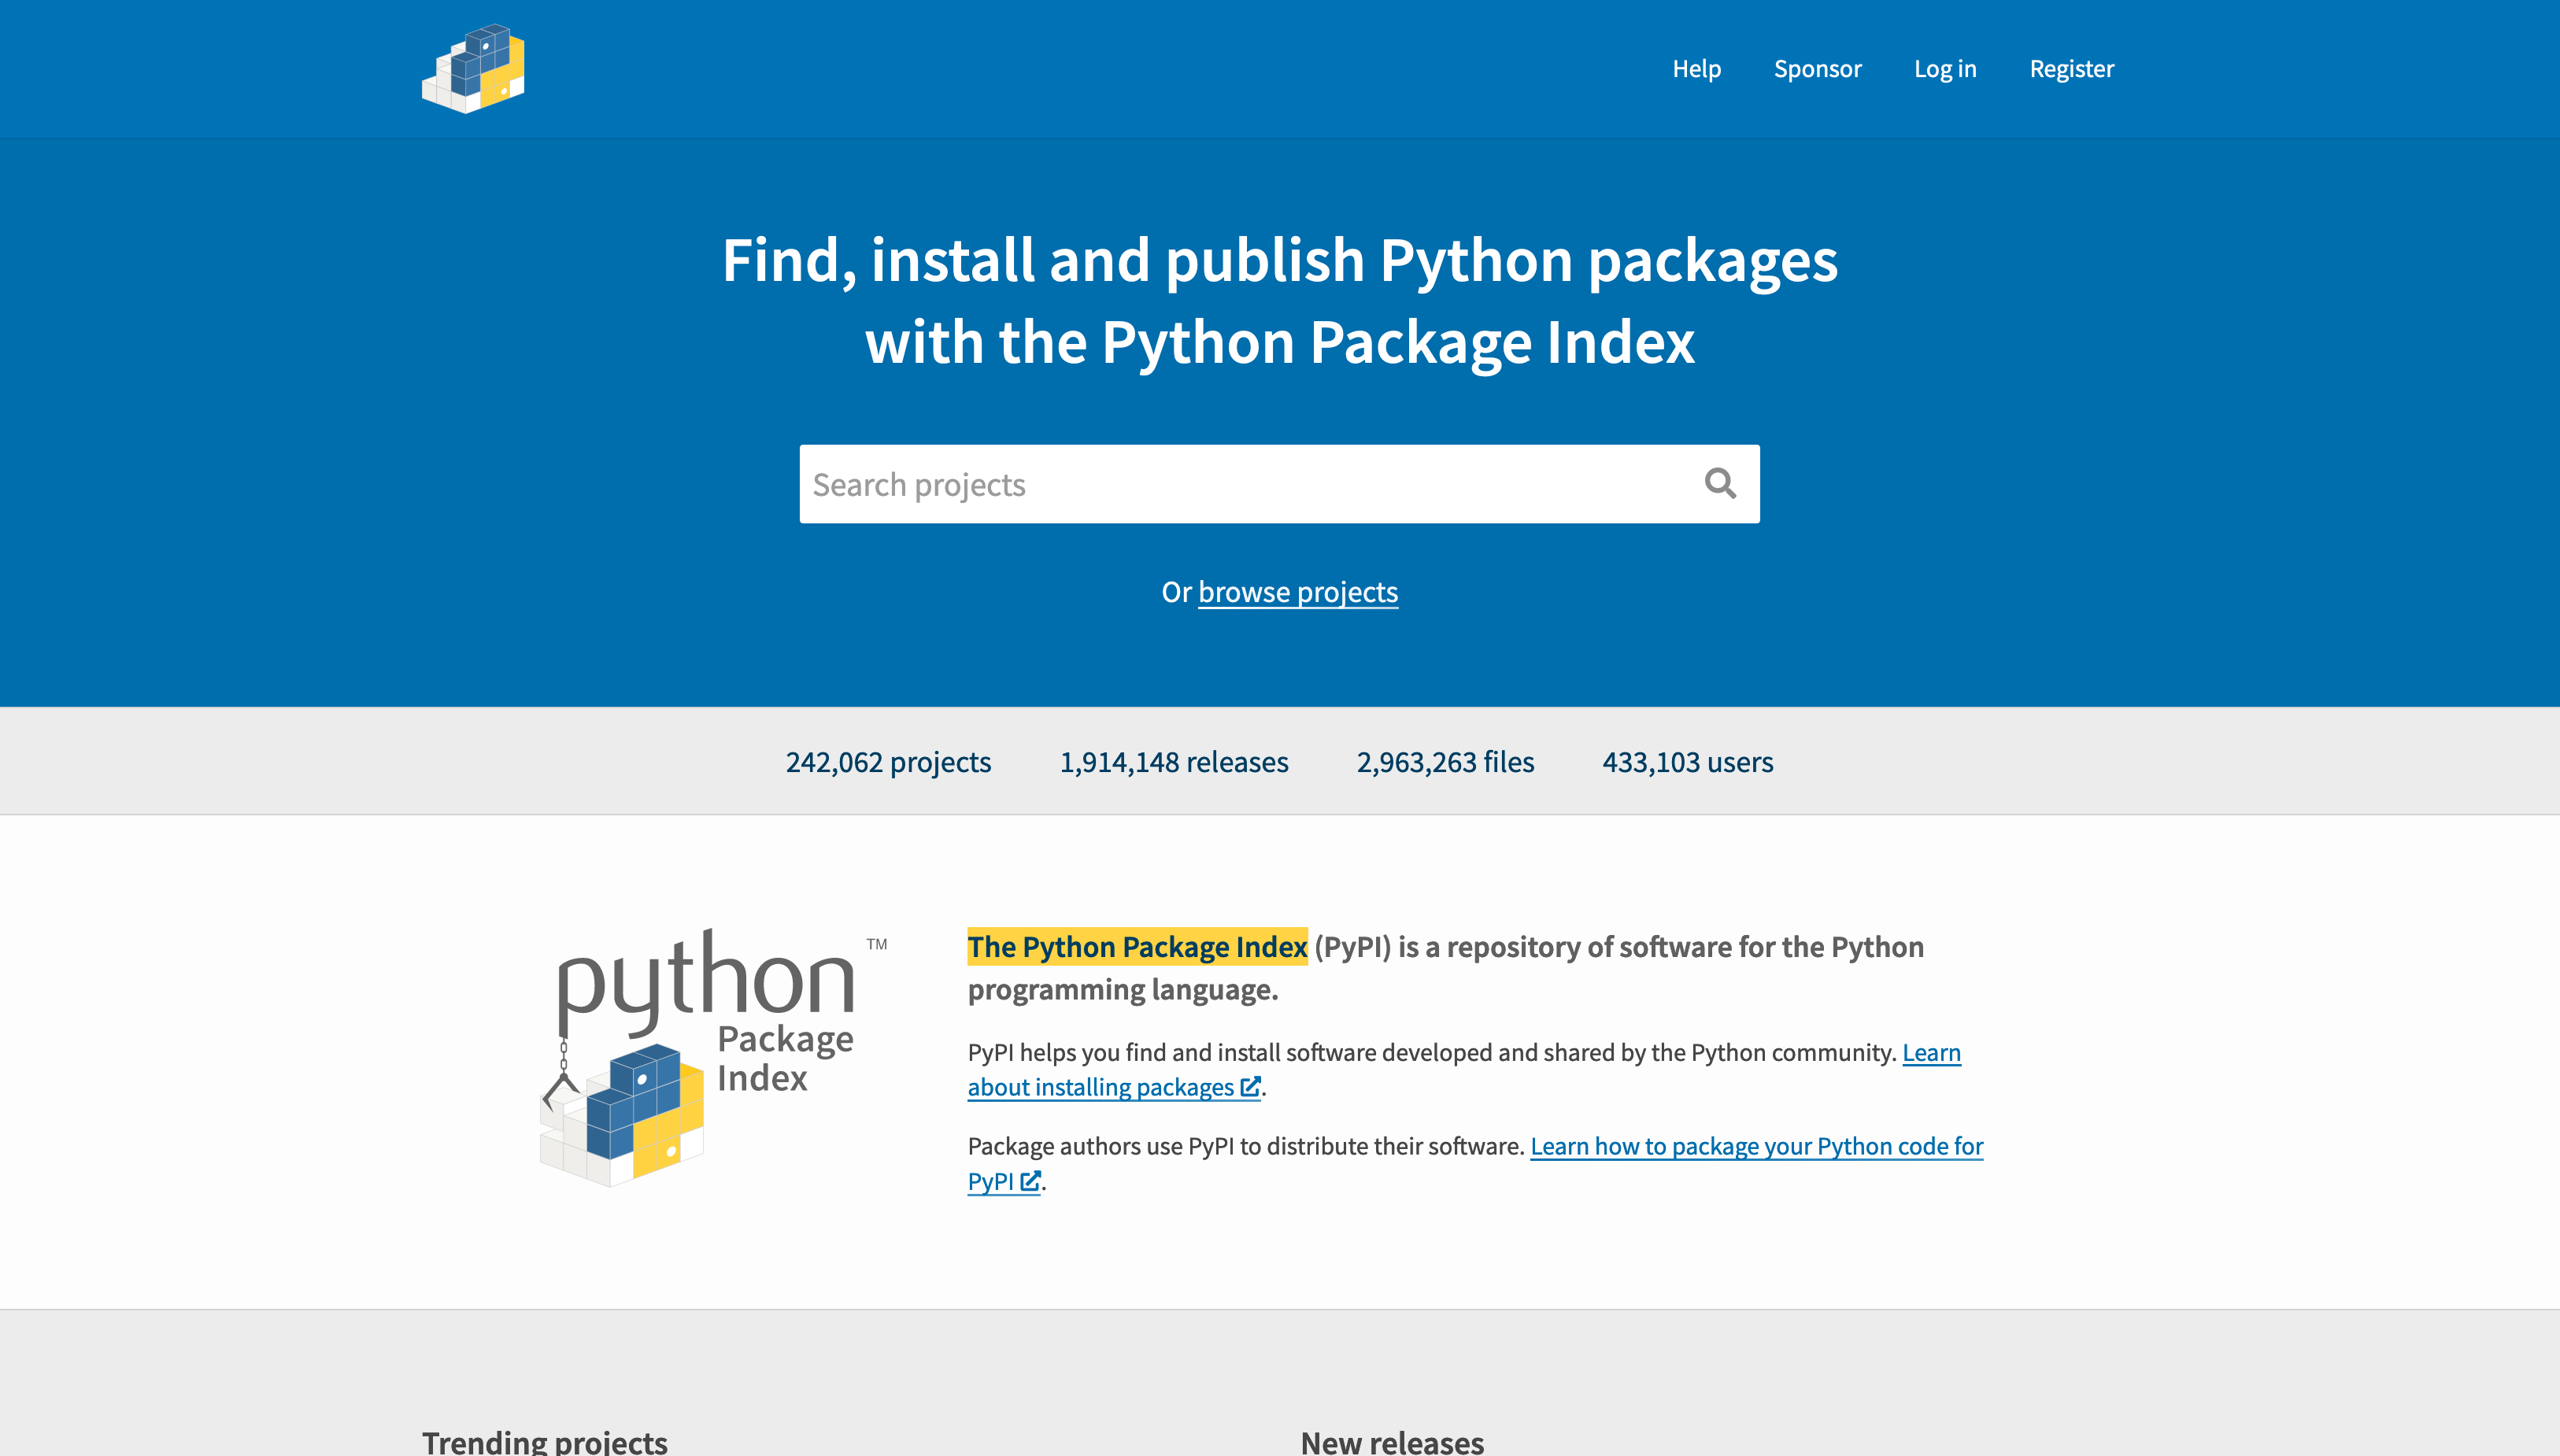 Help Sponsor Log in Register
Find, install and publish Python packages
with the Python Package Index
Search projects
Or browse projects
242,062 projects 1,914,148 releases 2,963,263 files 433,103 users
python ™
Package
Index
The Python Package Index (PyPI) is a repository of software for the Python
programming language.
PyPI helps you find and install software developed and shared by the Python community. Learn
about installing packages.
Package authors use PyPI to distribute their software. Learn how to package your Python code for
PyPI.
Trending projects New releases